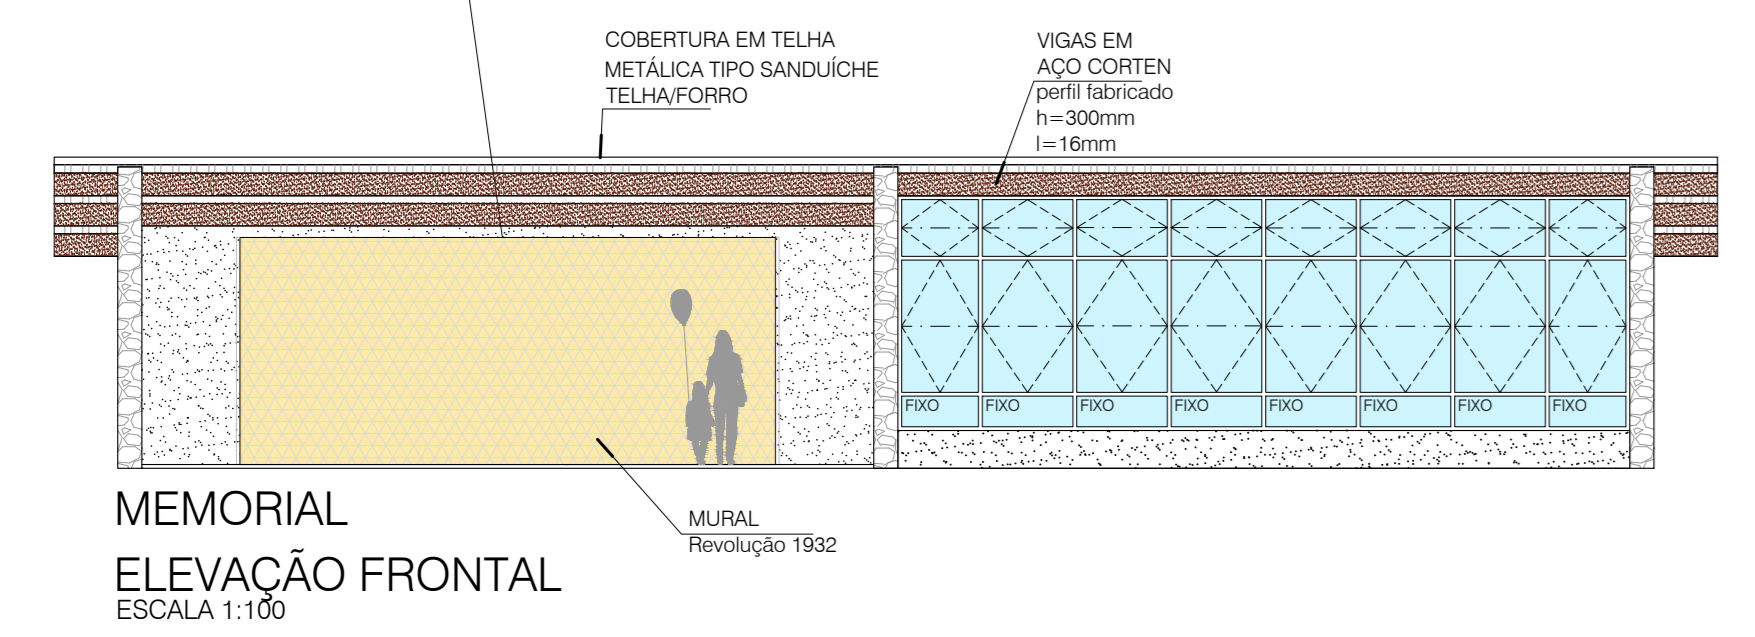 COBERTURA EM TELHA
METÁLICA TIPO SANDUÍCHE
TELHA/FORRO
VIGAS EM
AÇO CORTEN
perfil fabricado
h=300mm
l=16mm
FIXO
FIXO
FIXO
FIXO
FIXO
FIXO
FIXO
FIXO
MURAL
Revolução 1932
MEMORIAL
ELEVAÇÃO FRONTAL
ESCALA 1:100